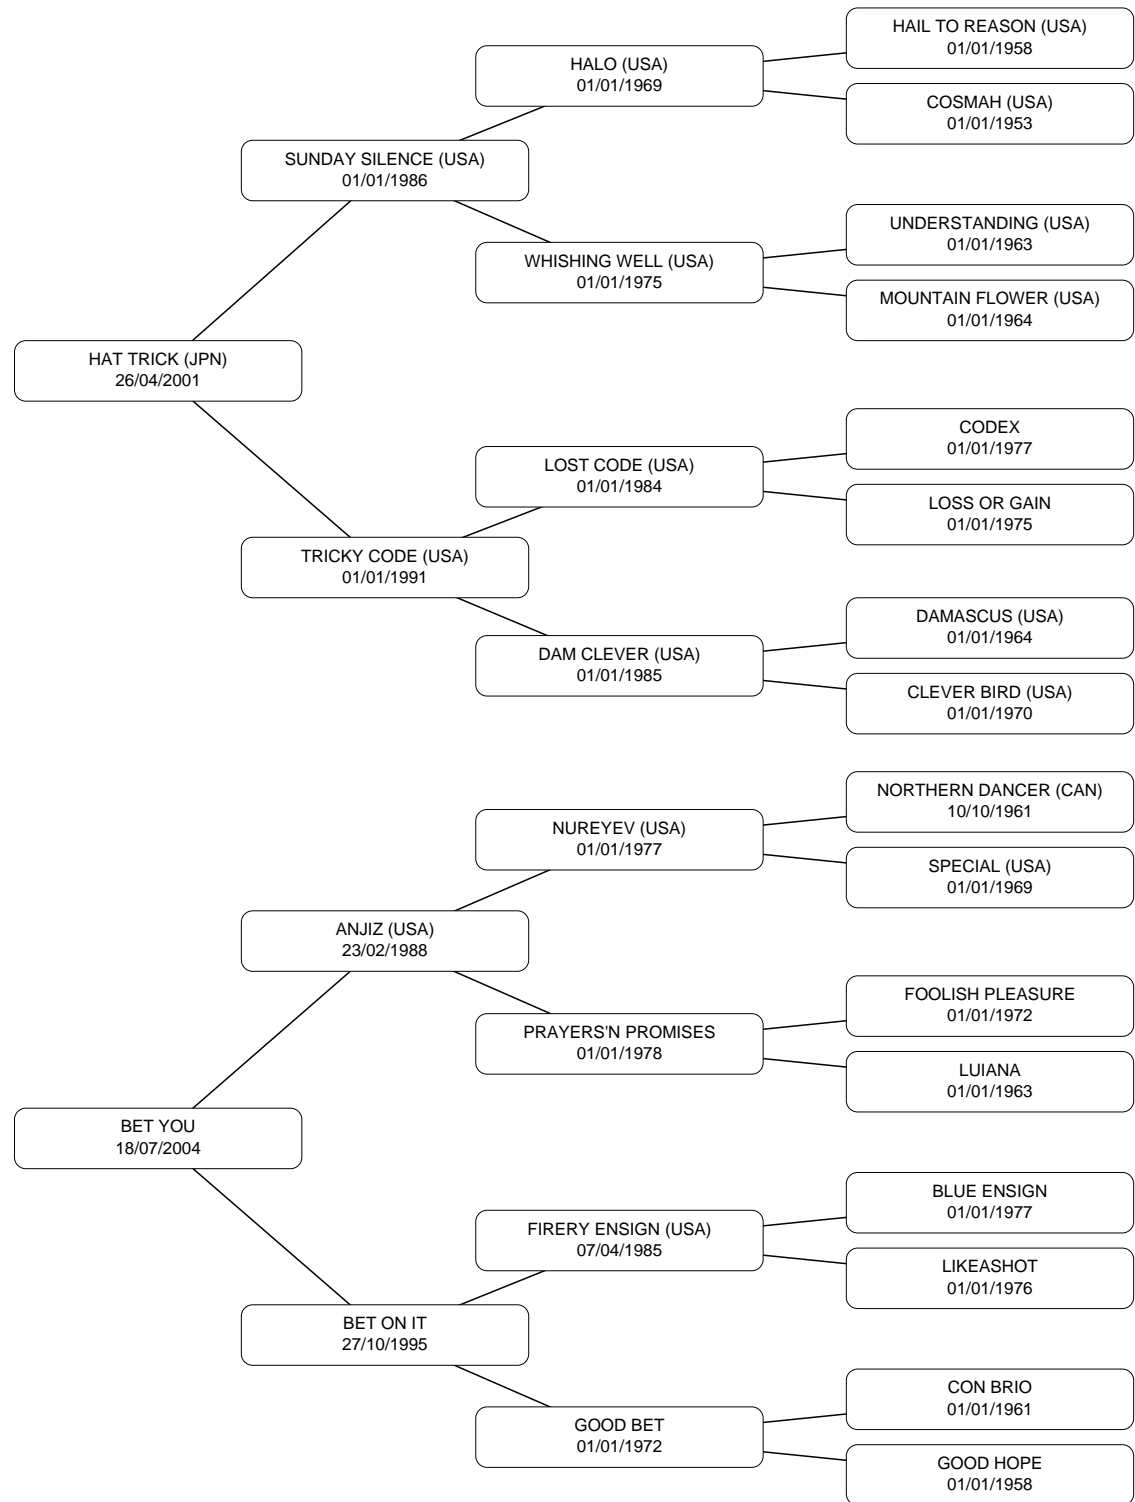 HAIL TO REASON (USA)
01/01/1958
HALO (USA)
01/01/1969
COSMAH (USA)
01/01/1953
SUNDAY SILENCE (USA)
01/01/1986
UNDERSTANDING (USA)
01/01/1963
WHISHING WELL (USA)
01/01/1975
MOUNTAIN FLOWER (USA)
01/01/1964
HAT TRICK (JPN)
26/04/2001
CODEX
01/01/1977
LOST CODE (USA)
01/01/1984
LOSS OR GAIN
01/01/1975
TRICKY CODE (USA)
01/01/1991
DAMASCUS (USA)
01/01/1964
DAM CLEVER (USA)
01/01/1985
CLEVER BIRD (USA)
01/01/1970
NORTHERN DANCER (CAN)
10/10/1961
NUREYEV (USA)
01/01/1977
SPECIAL (USA)
01/01/1969
ANJIZ (USA)
23/02/1988
FOOLISH PLEASURE
01/01/1972
PRAYERS'N PROMISES
01/01/1978
LUIANA
01/01/1963
BET YOU
18/07/2004
BLUE ENSIGN
01/01/1977
FIRERY ENSIGN (USA)
07/04/1985
LIKEASHOT
01/01/1976
BET ON IT
27/10/1995
CON BRIO
01/01/1961
GOOD BET
01/01/1972
GOOD HOPE
01/01/1958